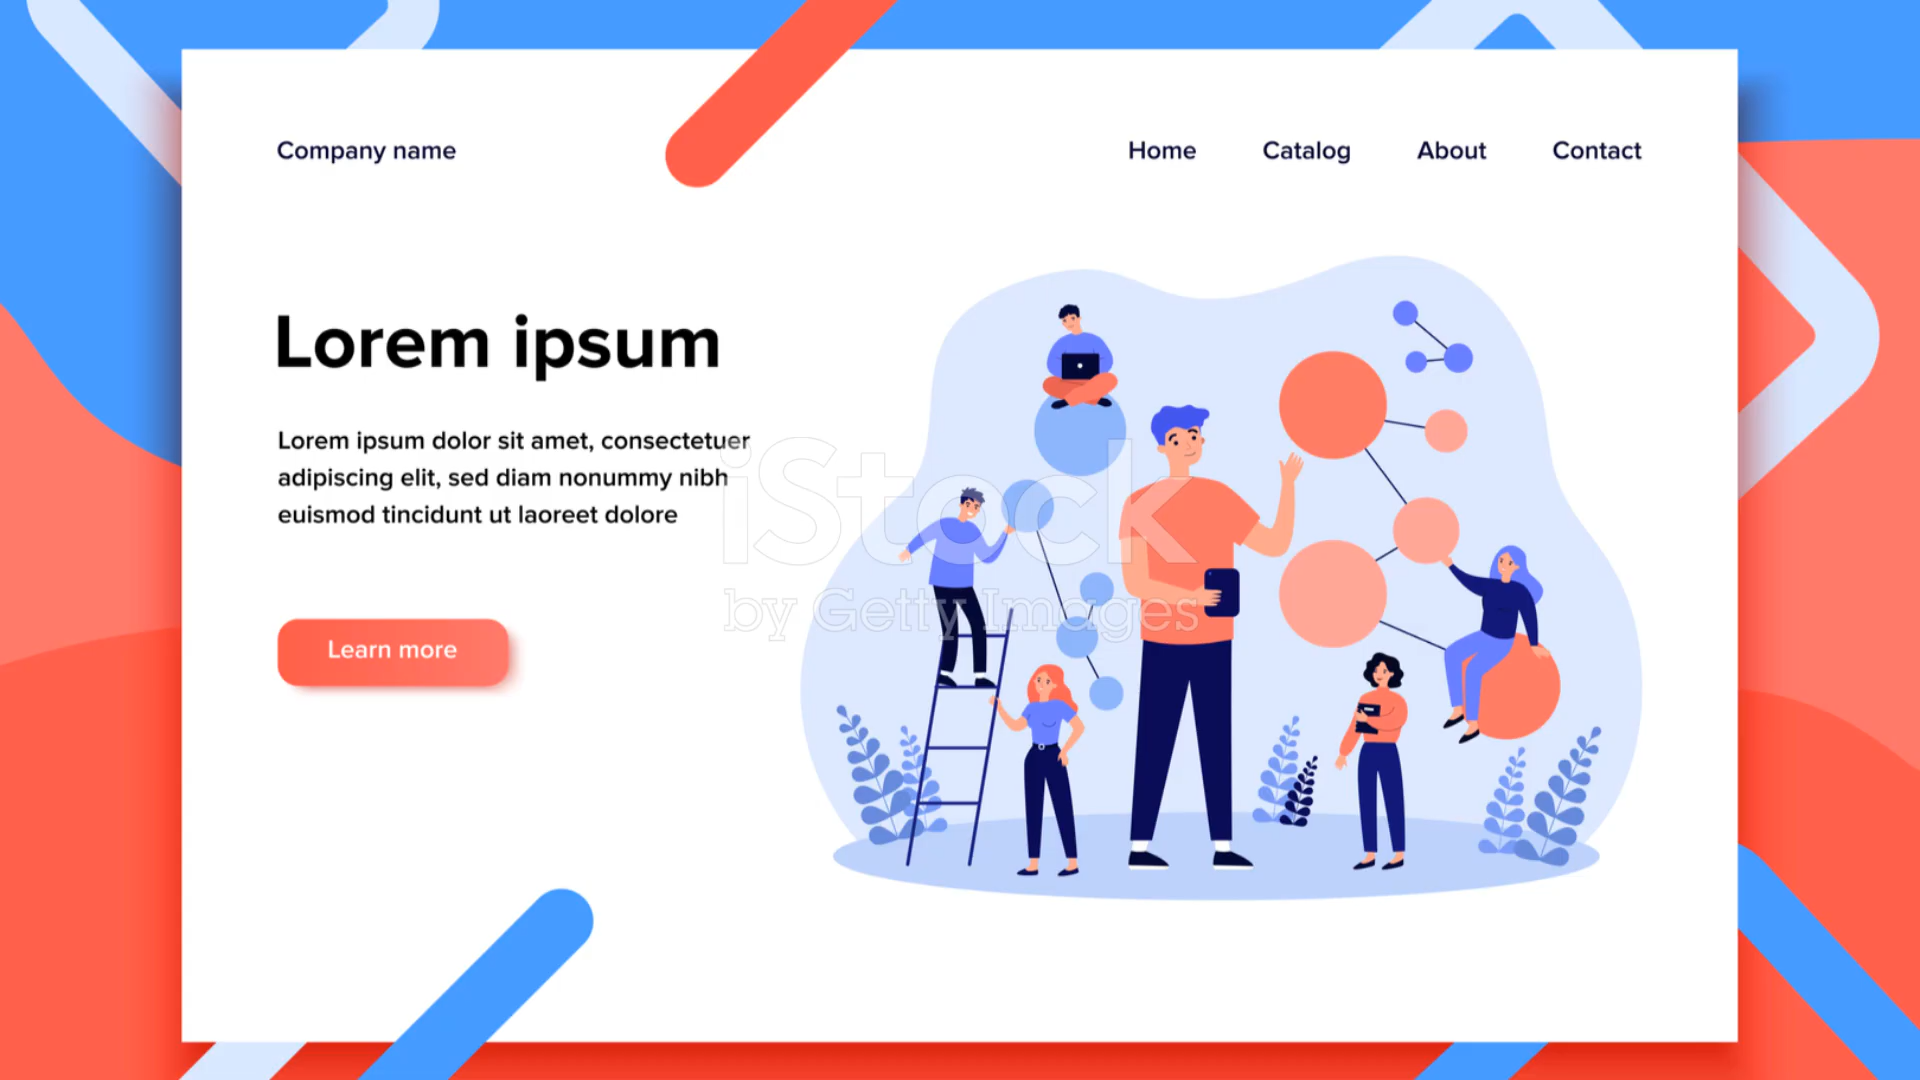 Company name
Home Catalog About Contact
Lorem ipsum
Lorem ipsum dolor sit amet, consectetuer
adipiscing elit, sed diam nonummy nibh
euismod tincidunt ut laoreet dolore
iStock
by Getty Images
Learn more